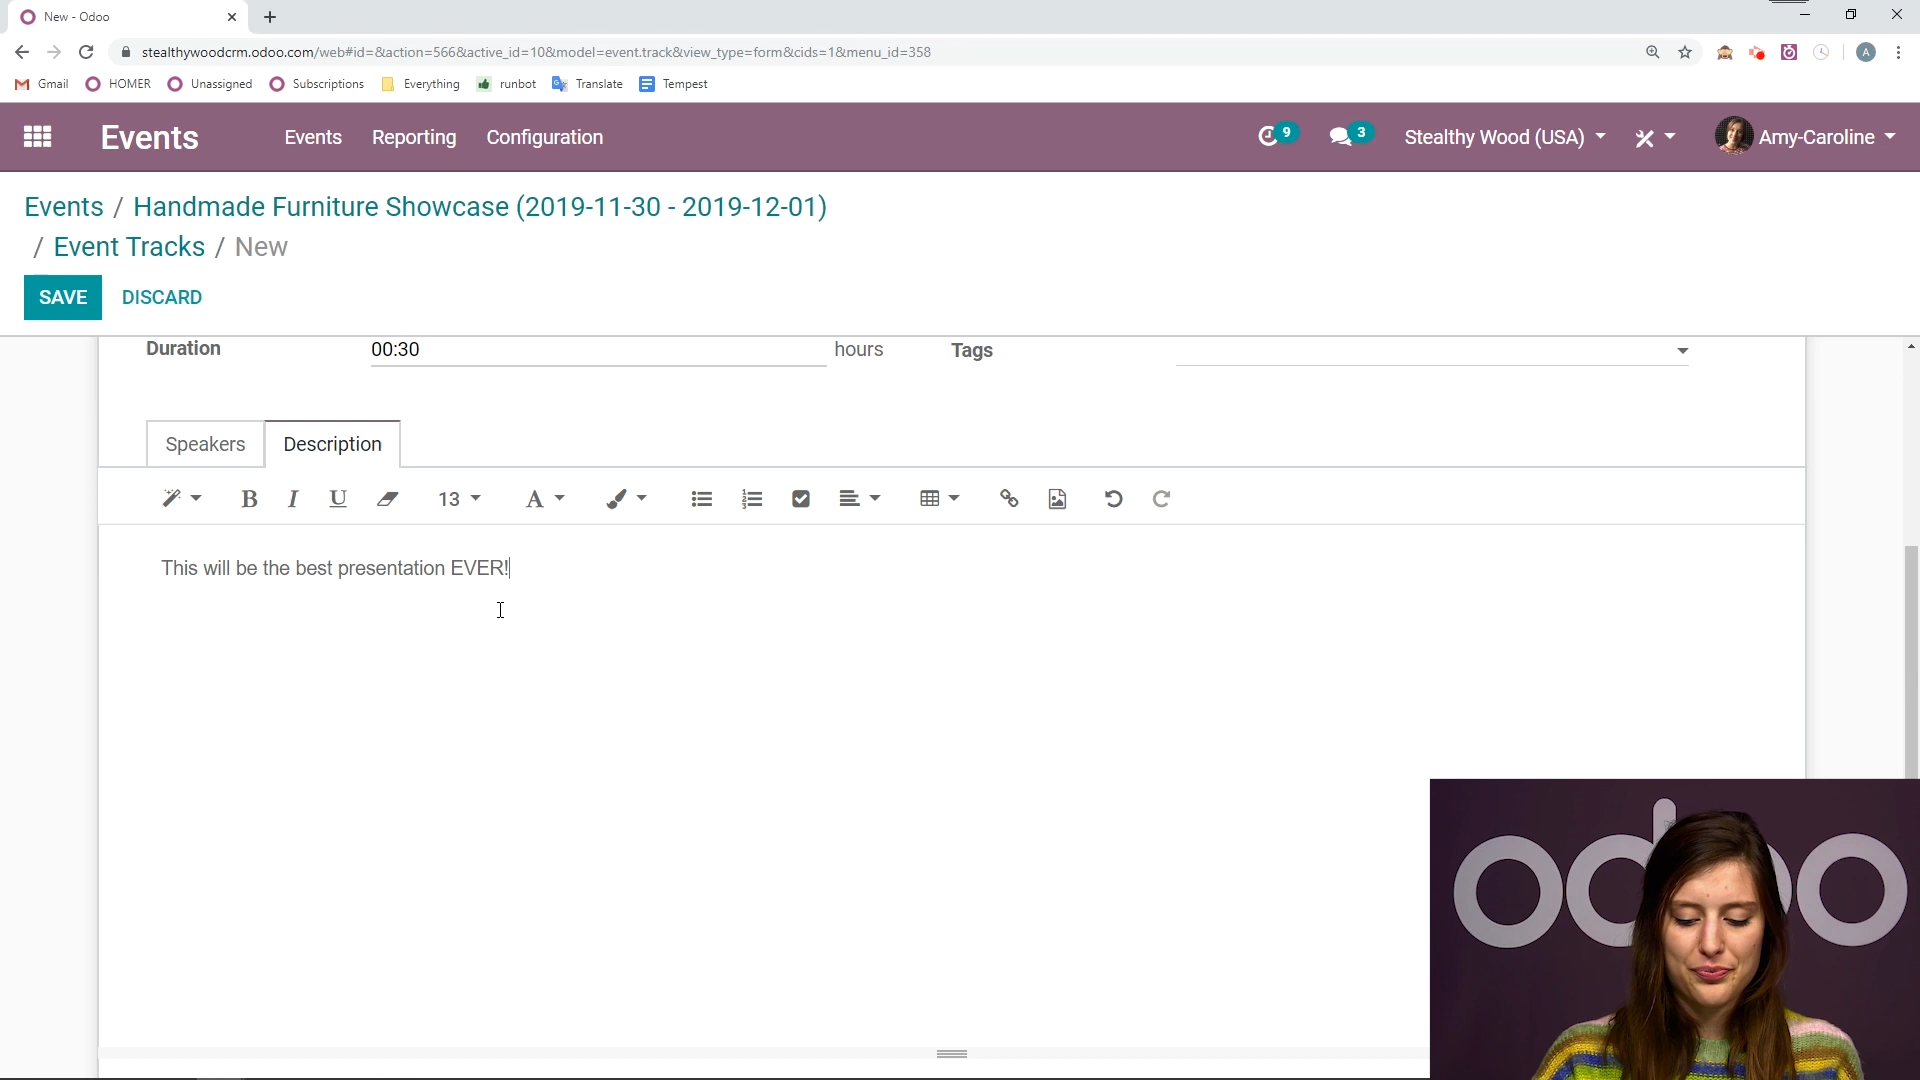 New - Odoo
stealthywoodcrm.odoo.com/web#id=&action=566&active_id=10&model=event.track&view_type=form&cids=1&menu_id=358
A
Gmail HOMER Unassigned Subscriptions Everything runbot Translate Tempest
Events Events Reporting Configuration 9 3 Stealthy Wood (USA) Amy-Caroline
Events / Handmade Furniture Showcase (2019-11-30 - 2019-12-01)
/ Event Tracks / New
SAVE DISCARD
Duration 00:30 hours Tags
Speakers Description
B I U 13 A
This will be the best presentation EVER!
odoo